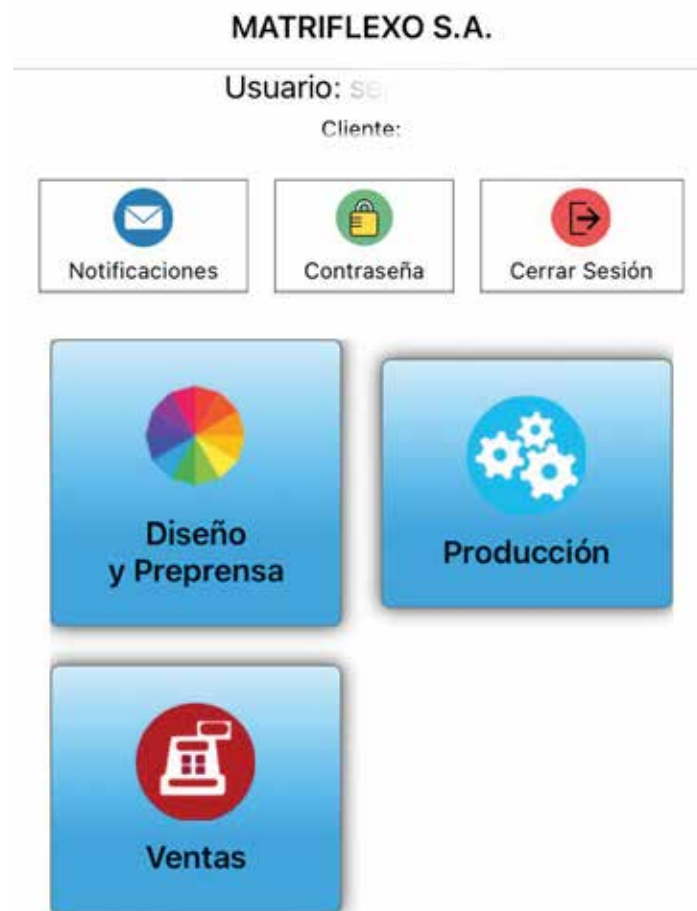 MATRIFLEXO S.A.
Usuario:
Cliente:
Notificaciones
Contraseña
Cerrar Sesión
Diseño
y Preprensa
Producción
Ventas